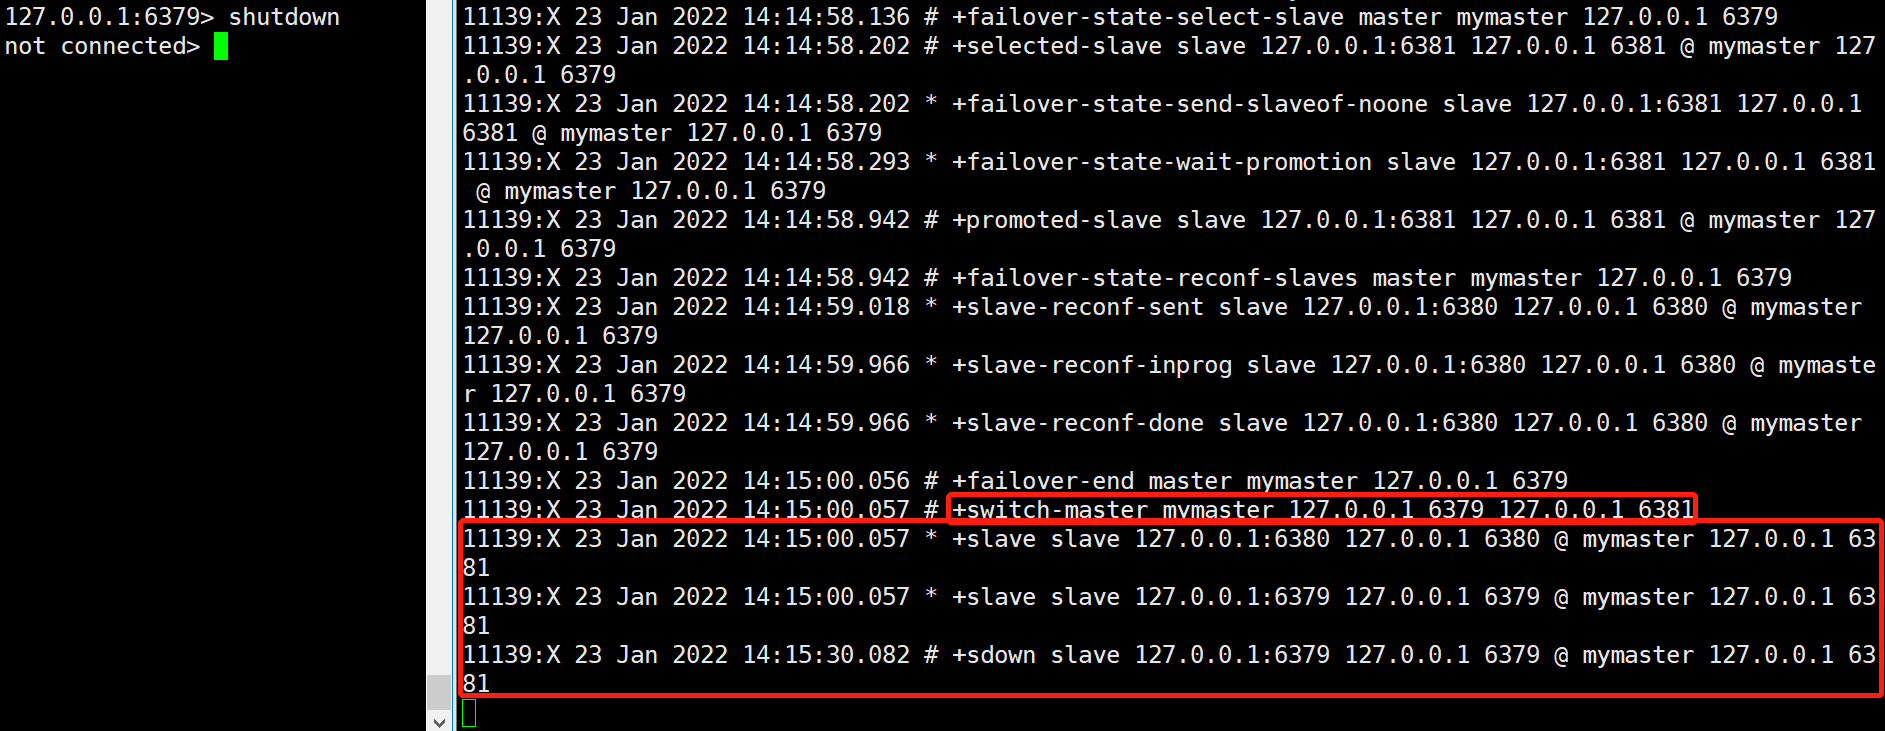 127.0.0.1:6379> shutdown
not connected>
11139:X 23 Jan 2022 14:14:58.136 # +failover-state-select-slave master mymaster 127.0.0.1 6379
11139:X 23 Jan 2022 14:14:58.202 # +selected-slave slave 127.0.0.1:6381 127.0.0.1 6381 @ mymaster 127
.0.0.1 6379
11139:X 23 Jan 2022 14:14:58.202 * +failover-state-send-slaveof-noone slave 127.0.0.1:6381 127.0.0.1
6381 @ mymaster 127.0.0.1 6379
11139:X 23 Jan 2022 14:14:58.293 * +failover-state-wait-promotion slave 127.0.0.1:6381 127.0.0.1 6381
@ mymaster 127.0.0.1 6379
11139:X 23 Jan 2022 14:14:58.942 # +promoted-slave slave 127.0.0.1:6381 127.0.0.1 6381 @ mymaster 127
.0.0.1 6379
11139:X 23 Jan 2022 14:14:58.942 # +failover-state-reconf-slaves master mymaster 127.0.0.1 6379
11139:X 23 Jan 2022 14:14:59.018 * +slave-reconf-sent slave 127.0.0.1:6380 127.0.0.1 6380 @ mymaster
127.0.0.1 6379
11139:X 23 Jan 2022 14:14:59.966 * +slave-reconf-inprog slave 127.0.0.1:6380 127.0.0.1 6380 @ mymaste
r 127.0.0.1 6379
11139:X 23 Jan 2022 14:14:59.966 * +slave-reconf-done slave 127.0.0.1:6380 127.0.0.1 6380 @ mymaster
127.0.0.1 6379
11139:X 23 Jan 2022 14:15:00.056 # +failover-end master mymaster 127.0.0.1 6379
11139:X 23 Jan 2022 14:15:00.057 # +switch-master mymaster 127.0.0.1 6379 127.0.0.1 6381
11139:X 23 Jan 2022 14:15:00.057 * +slave slave 127.0.0.1:6380 127.0.0.1 6380 @ mymaster 127.0.0.1 63
81
11139:X 23 Jan 2022 14:15:00.057 * +slave slave 127.0.0.1:6379 127.0.0.1 6379 @ mymaster 127.0.0.1 63
81
11139:X 23 Jan 2022 14:15:30.082 # +sdown slave 127.0.0.1:6379 127.0.0.1 6379 @ mymaster 127.0.0.1 63
81